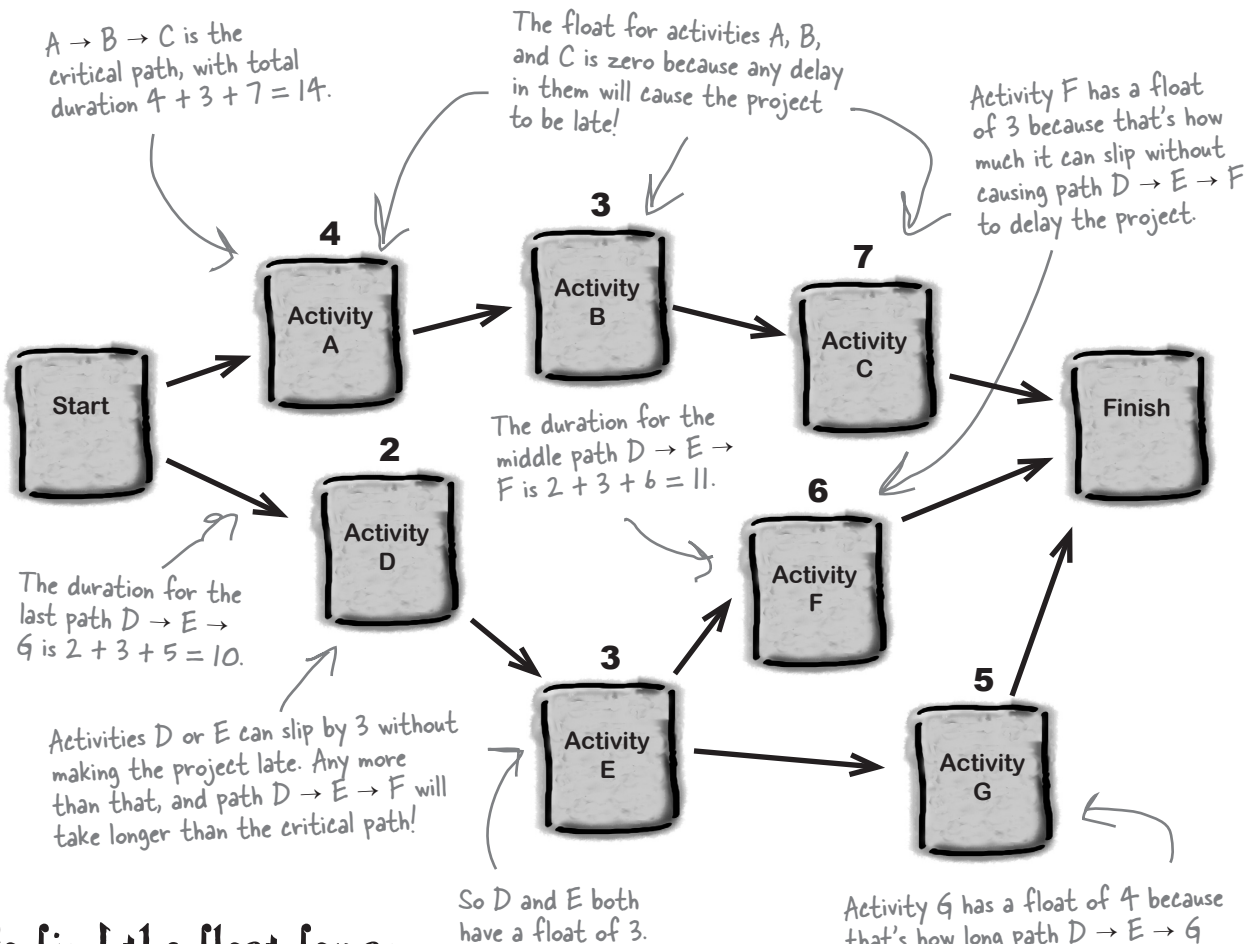 A → B → C is the
critical path, with total
duration 4 + 3 + 7 = 14.
The float for activities A, B,
and C is zero because any delay
in them will cause the project
to be late!
Activity F has a float
of 3 because that's how
much it can slip without
causing path D → E → F
to delay the project.
4
Activity
A
3
Activity
B
7
Activity
C
Start
Finish
2
Activity
D
The duration for the
middle path D → E →
F is 2 + 3 + 6 = 11.
6
Activity
F
The duration for the
last path D → E →
G is 2 + 3 + 5 = 10.
3
Activity
E
5
Activity
G
Activities D or E can slip by 3 without
making the project late. Any more
than that, and path D → E → F will
take longer than the critical path!
So D and E both
have a float of 3.
Activity G has a float of 4 because
that's how long path D → E → G
find the float for a